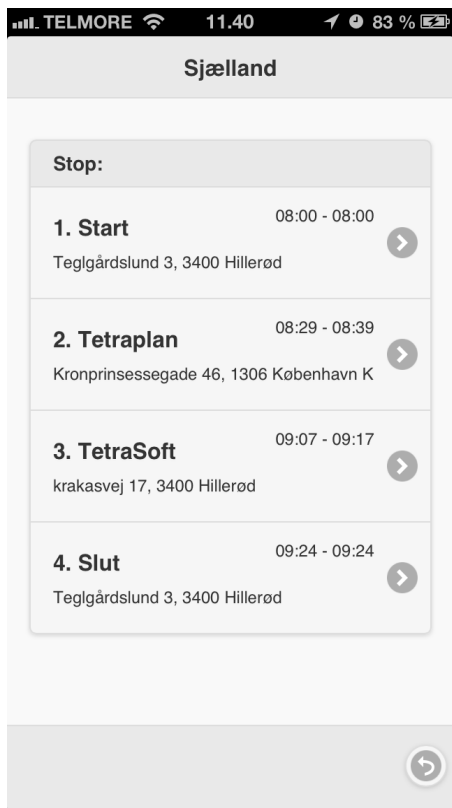 TELMORE 11.40 83 %
Sjælland
Stop:
1. Start 08:00 - 08:00
Teglgårdslund 3, 3400 Hillerød
2. Tetraplan 08:29 - 08:39
Kronprinsessegade 46, 1306 København K
3. TetraSoft 09:07 - 09:17
krakasvej 17, 3400 Hillerød
4. Slut 09:24 - 09:24
Teglgårdslund 3, 3400 Hillerød